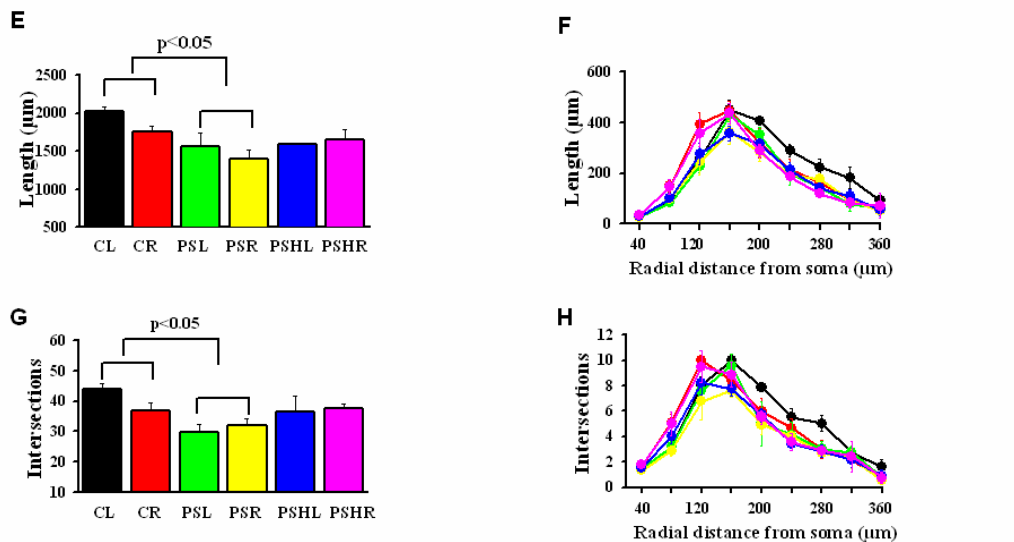 E
p<0.05
Length (µm)
2500
2000
1500
1000
500
CL CR PSL PSR PSHL PSHR
F
Length (µm)
600
400
200
0
40 120 200 280 360
Radial distance from soma (µm)
G
p<0.05
Intersections
60
50
40
30
20
10
CL CR PSL PSR PSHL PSHR
H
Intersections
12
10
8
6
4
2
0
40 120 200 280 360
Radial distance from soma (µm)